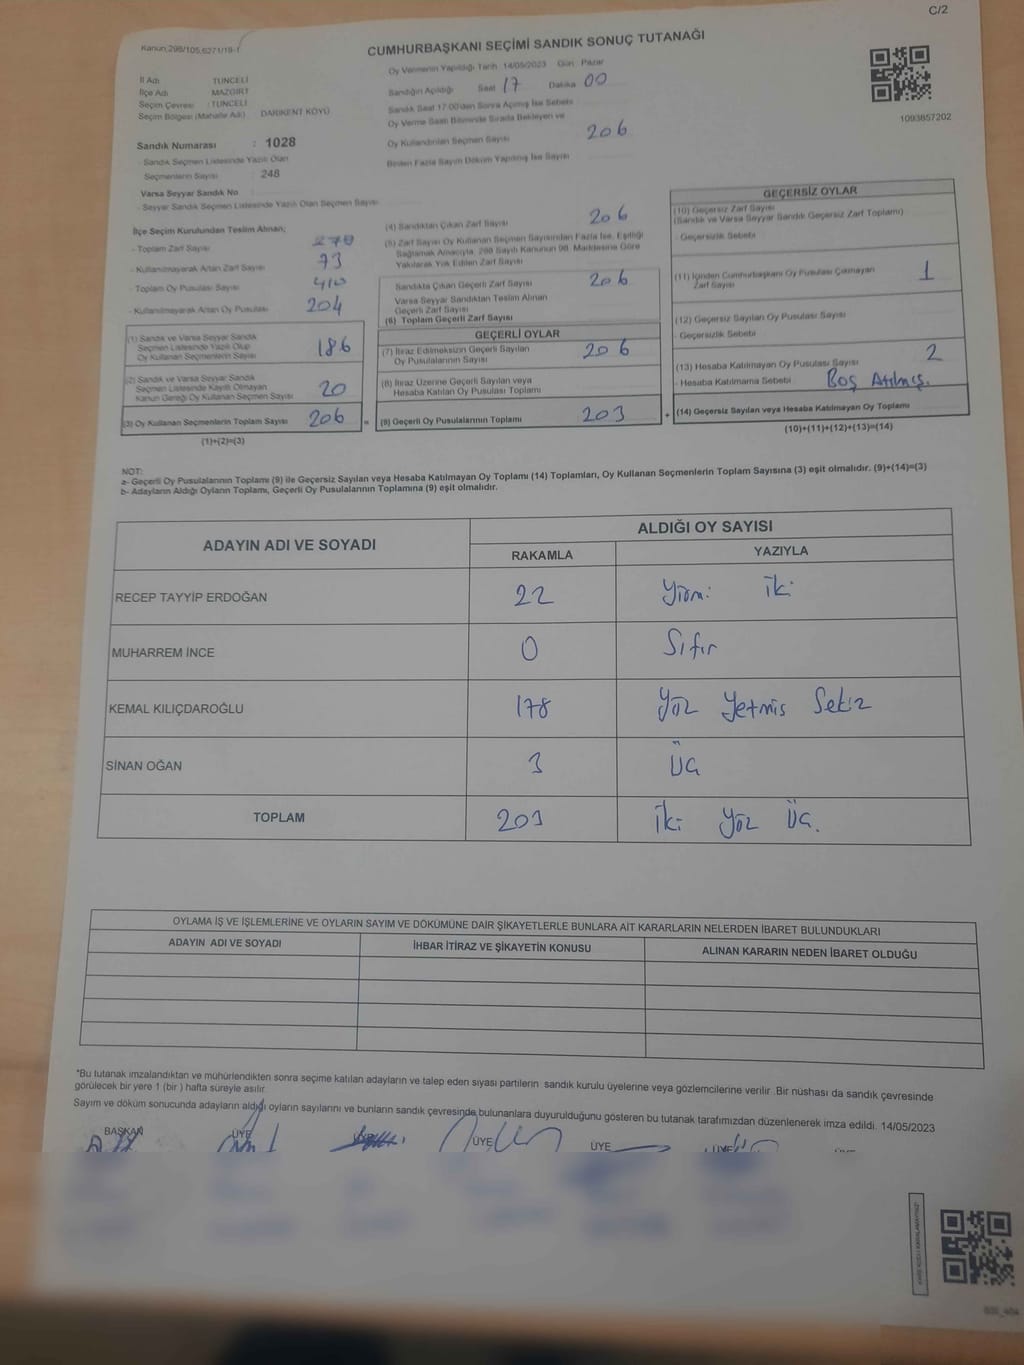 C/2
Kanun:298/105,6271/19-1
CUMHURBAŞKANI SEÇİMİ SANDIK SONUÇ TUTANAĞI
İl Adı TUNCELİ
İlçe Adı MAZGİRT
Seçim Çevresi : TUNCELİ
Seçim Bölgesi (Mahalle Adı) DARIKENT KÖYÜ
Sandık Numarası : 1028
- Sandık Seçmen Listesinde Yazılı Olan
Seçmenlerin Sayısı : 248
Varsa Seyyar Sandık No
- Seyyar Sandık Seçmen Listesinde Yazılı Olan Seçmen Sayısı
Oy Vermenin Yapıldığı Tarih 14/05/2023 Gün : Pazar
Sandığın Açıldığı Saat 17 Dakika 00
Sandık Saat 17:00'den Sonra Açılmış İse Sebebi
Oy Verme Saati Bitiminde Sırada Bekleyen ve
Oy Kullandırılan Seçmen Sayısı 206
Birden Fazla Sayım Döküm Yapılmış İse Sayısı
1093857202
İlçe Seçim Kurulundan Teslim Alınan;
- Toplam Zarf Sayısı
- Kullanılmayarak Artan Zarf Sayısı 73
- Toplam Oy Pusulası Sayısı 410
- Kullanılmayarak Artan Oy Pusulası 204
(1) Sandık ve Varsa Seyyar Sandık
Seçmen Listesinde Yazılı Olup
Oy Kullanan Seçmenlerin Sayısı 186
(2) Sandık ve Varsa Seyyar Sandık
Seçmen Listesinde Kayıtlı Olmayan
Kanun Gereği Oy Kullanan Seçmen Sayısı 20
(3) Oy Kullanan Seçmenlerin Toplam Sayısı 206 =
(1)+(2)=(3)
(4) Sandıktan Çıkan Zarf Sayısı 206
(5) Zarf Sayısı Oy Kullanan Seçmen Sayısından Fazla İse, Eşitliği
Sağlamak Amacıyla, 298 Sayılı Kanunun 98. Maddesine Göre
Yakılarak Yok Edilen Zarf Sayısı
Sandıkta Çıkan Geçerli Zarf Sayısı 206
Varsa Seyyar Sandıktan Teslim Alınan
Geçerli Zarf Sayısı
(6) Toplam Geçerli Zarf Sayısı
GEÇERLİ OYLAR
(7) İtiraz Edilmeksizin Geçerli Sayılan
Oy Pusulalarının Sayısı 206
(8) İtiraz Üzerine Geçerli Sayılan veya
Hesaba Katılan Oy Pusulası Toplamı
(9) Geçerli Oy Pusulalarının Toplamı 203 +
GEÇERSİZ OYLAR
(10) Geçersiz Zarf Sayısı
(Sandık ve Varsa Seyyar Sandık Geçersiz Zarf Toplamı)
- Geçersizlik Sebebi
(11) İçinden Cumhurbaşkanı Oy Pusulası Çıkmayan
Zarf Sayısı 1
(12) Geçersiz Sayılan Oy Pusulası Sayısı
- Geçersizlik Sebebi
(13) Hesaba Katılmayan Oy Pusulası Sayısı 2
- Hesaba Katılmama Sebebi Boş Atılmış.
(14) Geçersiz Sayılan veya Hesaba Katılmayan Oy Toplamı
(10)+(11)+(12)+(13)=(14)
NOT:
a- Geçerli Oy Pusulalarının Toplamı (9) ile Geçersiz Sayılan veya Hesaba Katılmayan Oy Toplamı (14) Toplamları, Oy Kullanan Seçmenlerin Toplam Sayısına (3) eşit olmalıdır. (9)+(14)=(3)
b- Adayların Aldığı Oyların Toplamı, Geçerli Oy Pusulalarının Toplamına (9) eşit olmalıdır.
ADAYIN ADI VE SOYADI ALDIĞI OY SAYISI
RAKAMLA YAZIYLA
RECEP TAYYİP ERDOĞAN 22 Yirmi iki
MUHARREM İNCE 0 Sıfır
KEMAL KILIÇDAROĞLU 178 Yüz Yetmis Sekiz
SİNAN OĞAN 3 Üç
TOPLAM 203 iki yüz üç.
OYLAMA İŞ VE İŞLEMLERİNE VE OYLARIN SAYIM VE DÖKÜMÜNE DAİR ŞİKAYETLERLE BUNLARA AİT KARARLARIN NELERDEN İBARET BULUNDUKLARI
ADAYIN ADI VE SOYADI İHBAR İTİRAZ VE ŞİKAYETİN KONUSU ALINAN KARARIN NEDEN İBARET OLDUĞU
*Bu tutanak imzalandıktan ve mühürlendikten sonra seçime katılan adayların ve talep eden siyasi partilerin sandık kurulu üyelerine veya gözlemcilerine verilir. Bir nüshası da sandık çevresinde
görülecek bir yere 1 (bir ) hafta süreyle asılır.
Sayım ve döküm sonucunda adayların aldığı oyların sayılarını ve bunların sandık çevresinde bulunanlara duyurulduğunu gösteren bu tutanak tarafımızdan düzenlenerek imza edildi. 14/05/2023
BAŞKAN ÜYE ÜYE ÜYE ÜYE